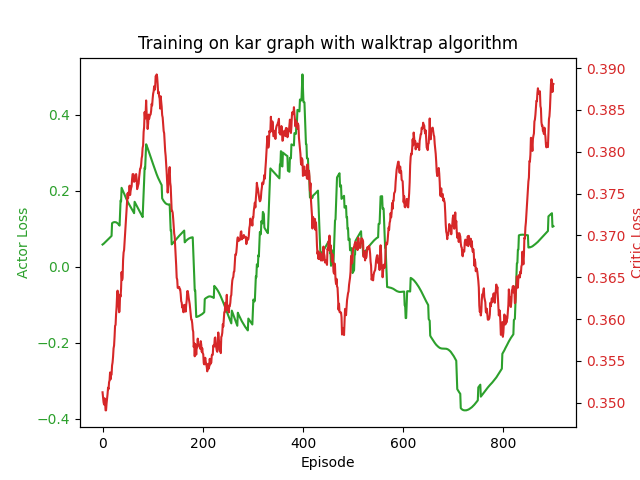 Training on kar graph with walktrap algorithm
0.4
0.2
0.0
−0.2
−0.4
Actor Loss
0.390
0.385
0.380
0.375
0.370
0.365
0.360
0.355
0.350
Critic Loss
0 200 400 600 800
Episode